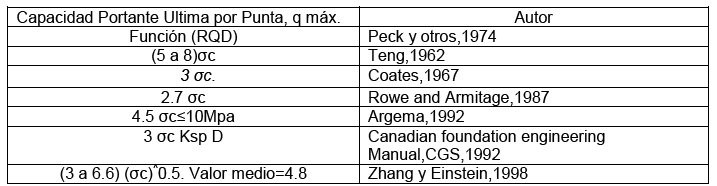 Capacidad Portante Ultima por Punta, q máx. Autor
Función (RQD) Peck y otros,1974
(5 a 8)σc Teng,1962
3 σc. Coates,1967
2.7 σc Rowe and Armitage,1987
4.5 σc≤10Mpa Argema,1992
3 σc Ksp D Canadian foundation engineering
Manual,CGS,1992
(3 a 6.6) (σc)^0.5. Valor medio=4.8 Zhang y Einstein,1998